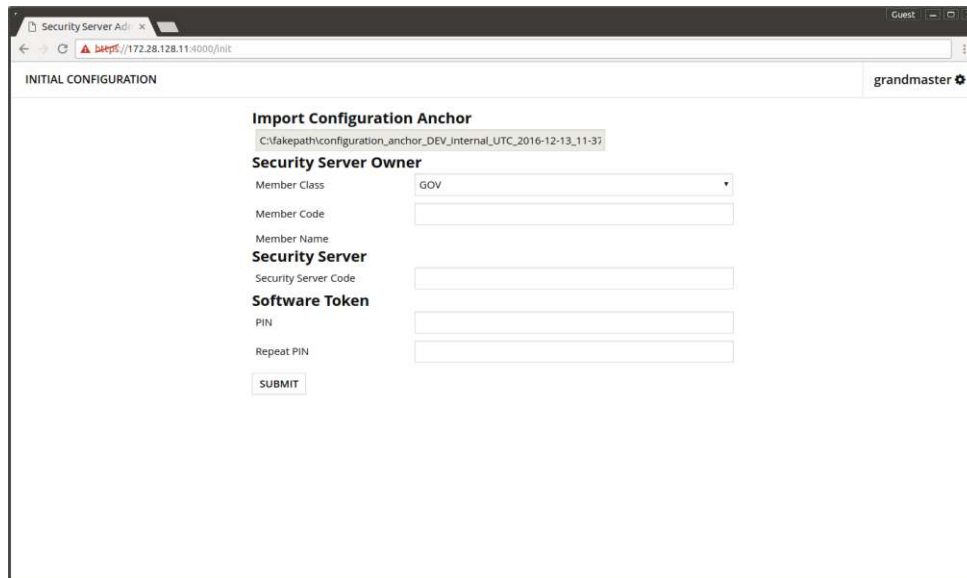 Guest
Security Server Adr
https://172.28.128.11:4000/init
INITIAL CONFIGURATION
grandmaster
Import Configuration Anchor
C:\fakepath\configuration_anchor_DEV_internal_UTC_2016-12-13_11-37
Security Server Owner
Member Class GOV
Member Code
Member Name
Security Server
Security Server Code
Software Token
PIN
Repeat PIN
SUBMIT